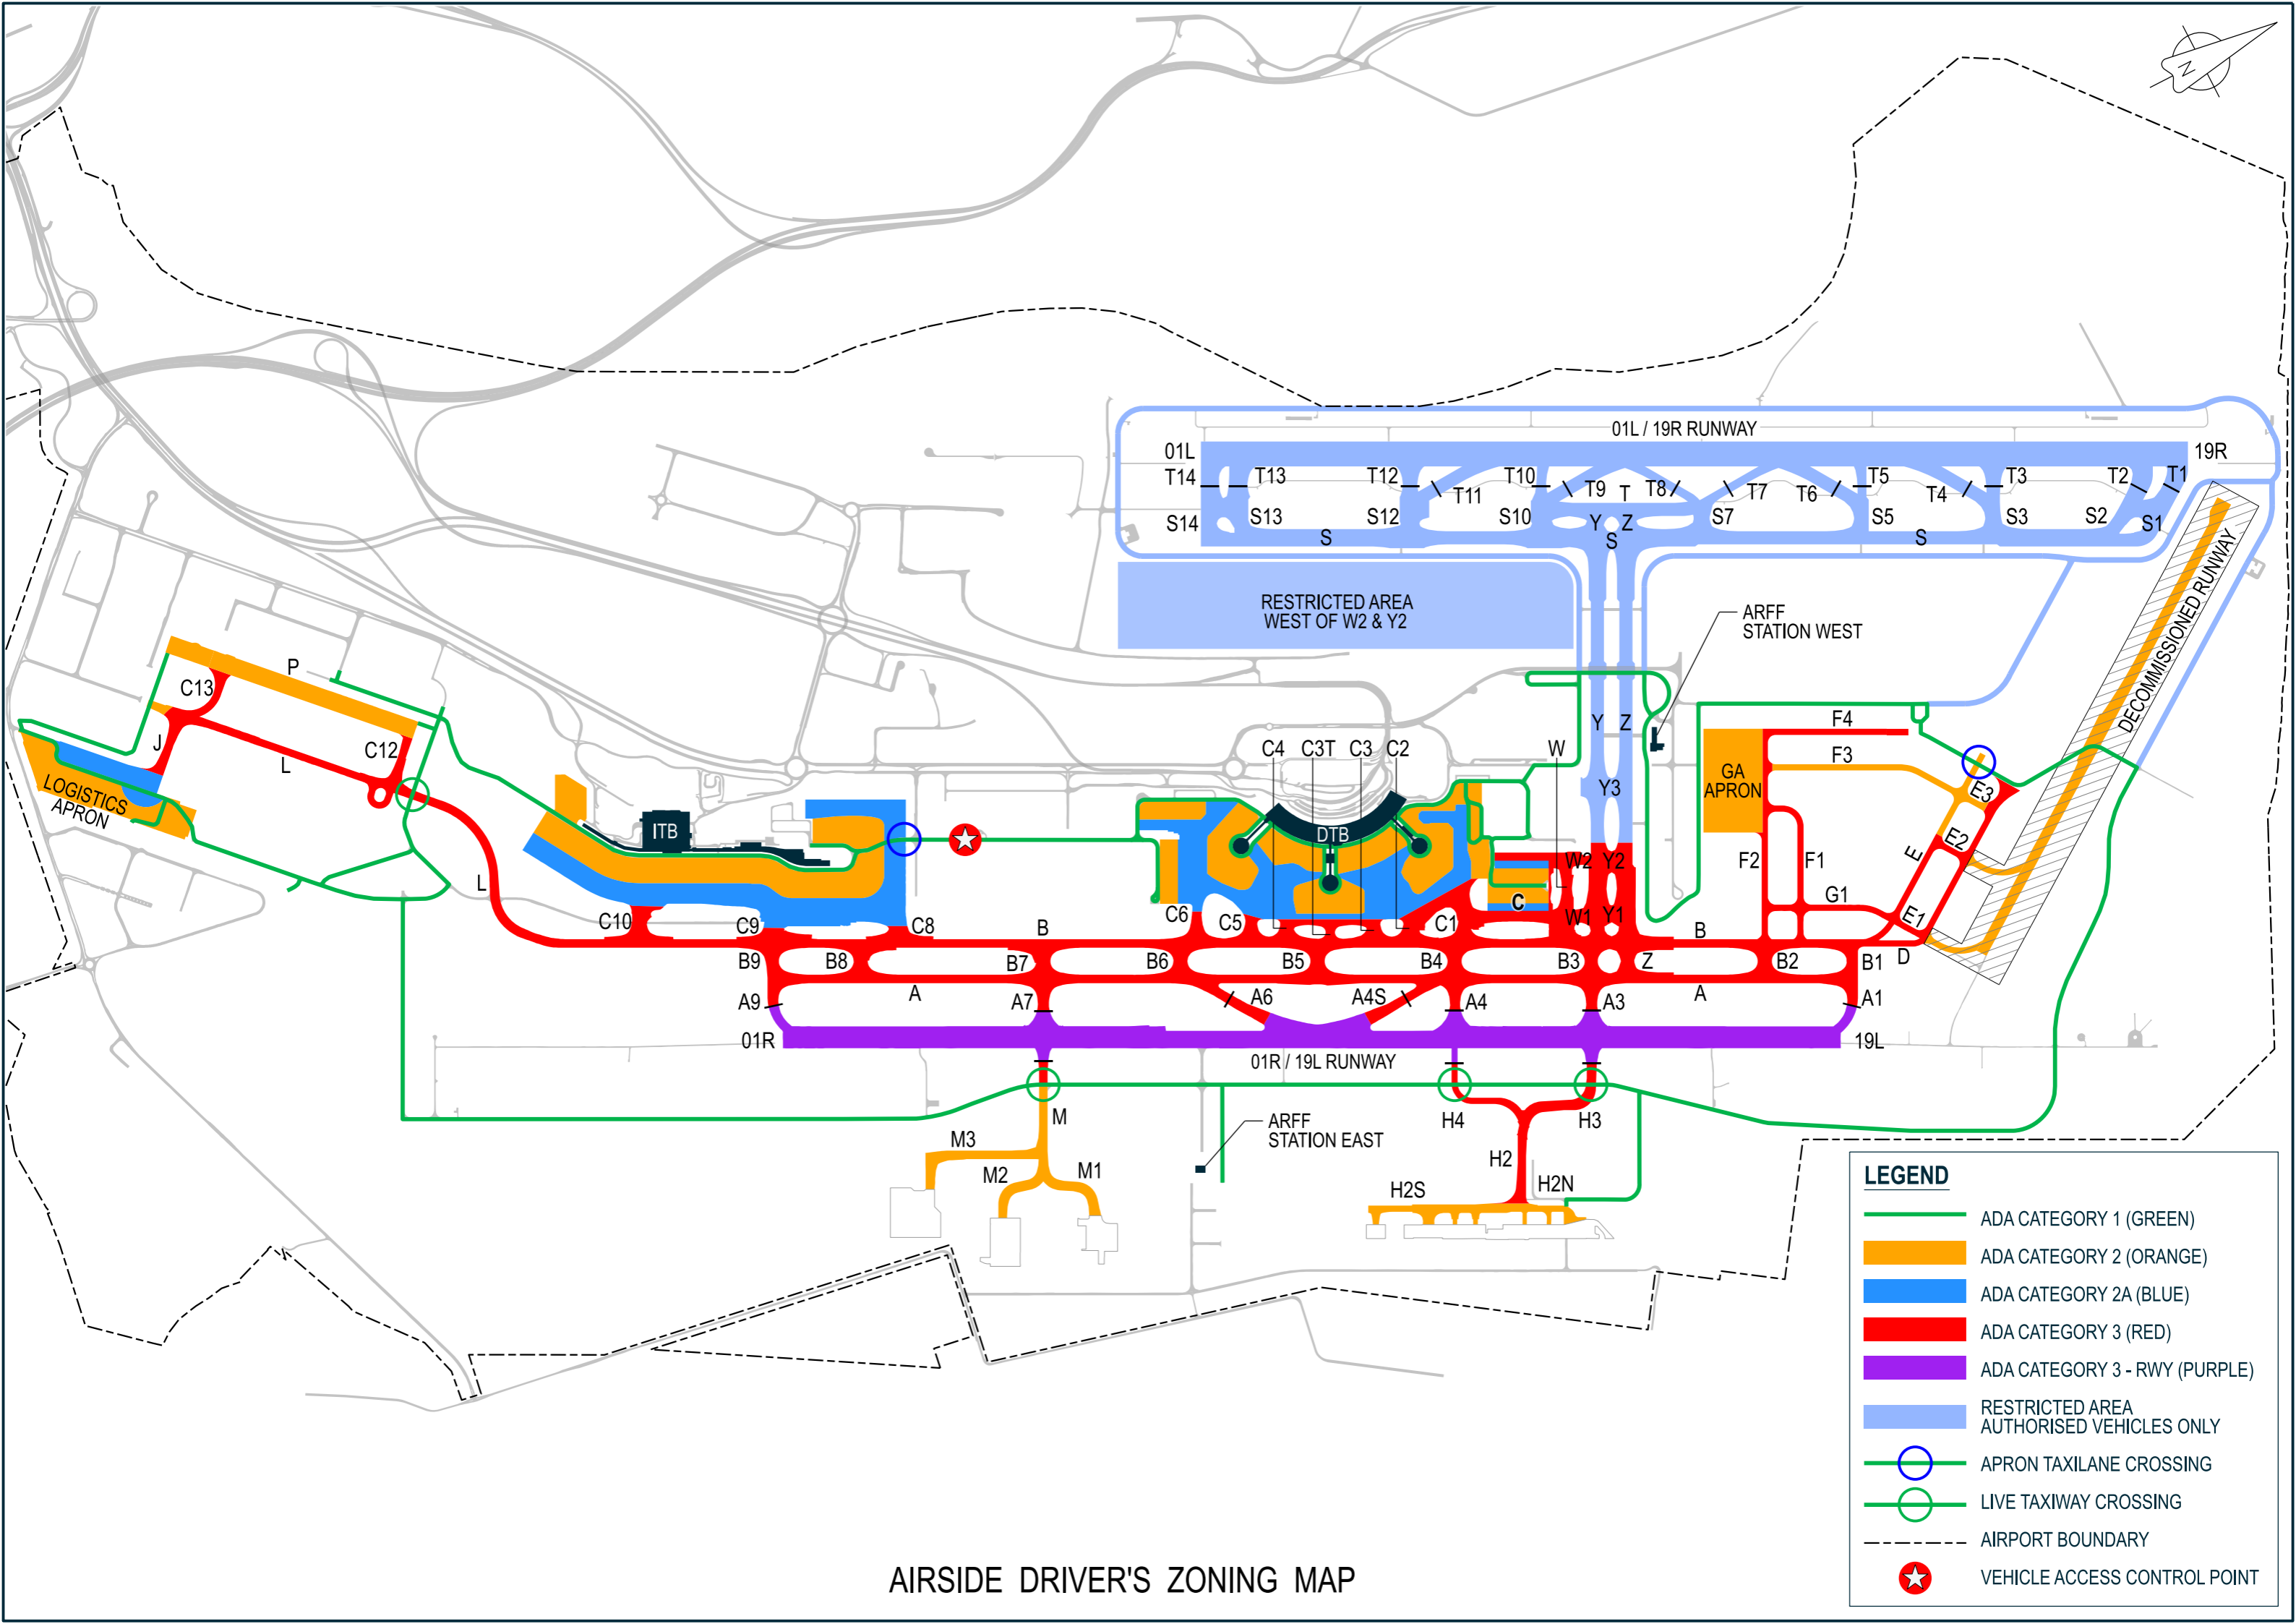 N
01L / 19R RUNWAY
01L
19R
T14
T13
T12
T11
T10
T9
T
T8
T7
T6
T5
T4
T3
T2
T1
S14
S13
S12
S10
Y
Z
S7
S5
S3
S2
S1
S
S
S
RESTRICTED AREA
WEST OF W2 & Y2
ARFF
STATION WEST
DECOMMISSIONED RUNWAY
P
C13
J
L
C12
LOGISTICS
APRON
ITB
C4
C3T
C3
C2
W
Y
Z
F4
F3
GA
APRON
E3
Y3
DTB
W2
Y2
E2
E
F2
F1
L
G1
C10
C9
C8
B
C6
C5
C1
C
W1
Y1
B
E1
D
B9
B8
B7
B6
B5
B4
B3
Z
B2
B1
A9
A
A7
A6
A4S
A4
A3
A
A1
01R
19L
01R / 19L RUNWAY
M
H4
H3
ARFF
STATION EAST
M3
M2
M1
H2
H2S
H2N
LEGEND
ADA CATEGORY 1 (GREEN)
ADA CATEGORY 2 (ORANGE)
ADA CATEGORY 2A (BLUE)
ADA CATEGORY 3 (RED)
ADA CATEGORY 3 - RWY (PURPLE)
RESTRICTED AREA
AUTHORISED VEHICLES ONLY
APRON TAXILANE CROSSING
LIVE TAXIWAY CROSSING
AIRPORT BOUNDARY
VEHICLE ACCESS CONTROL POINT
AIRSIDE DRIVER'S ZONING MAP